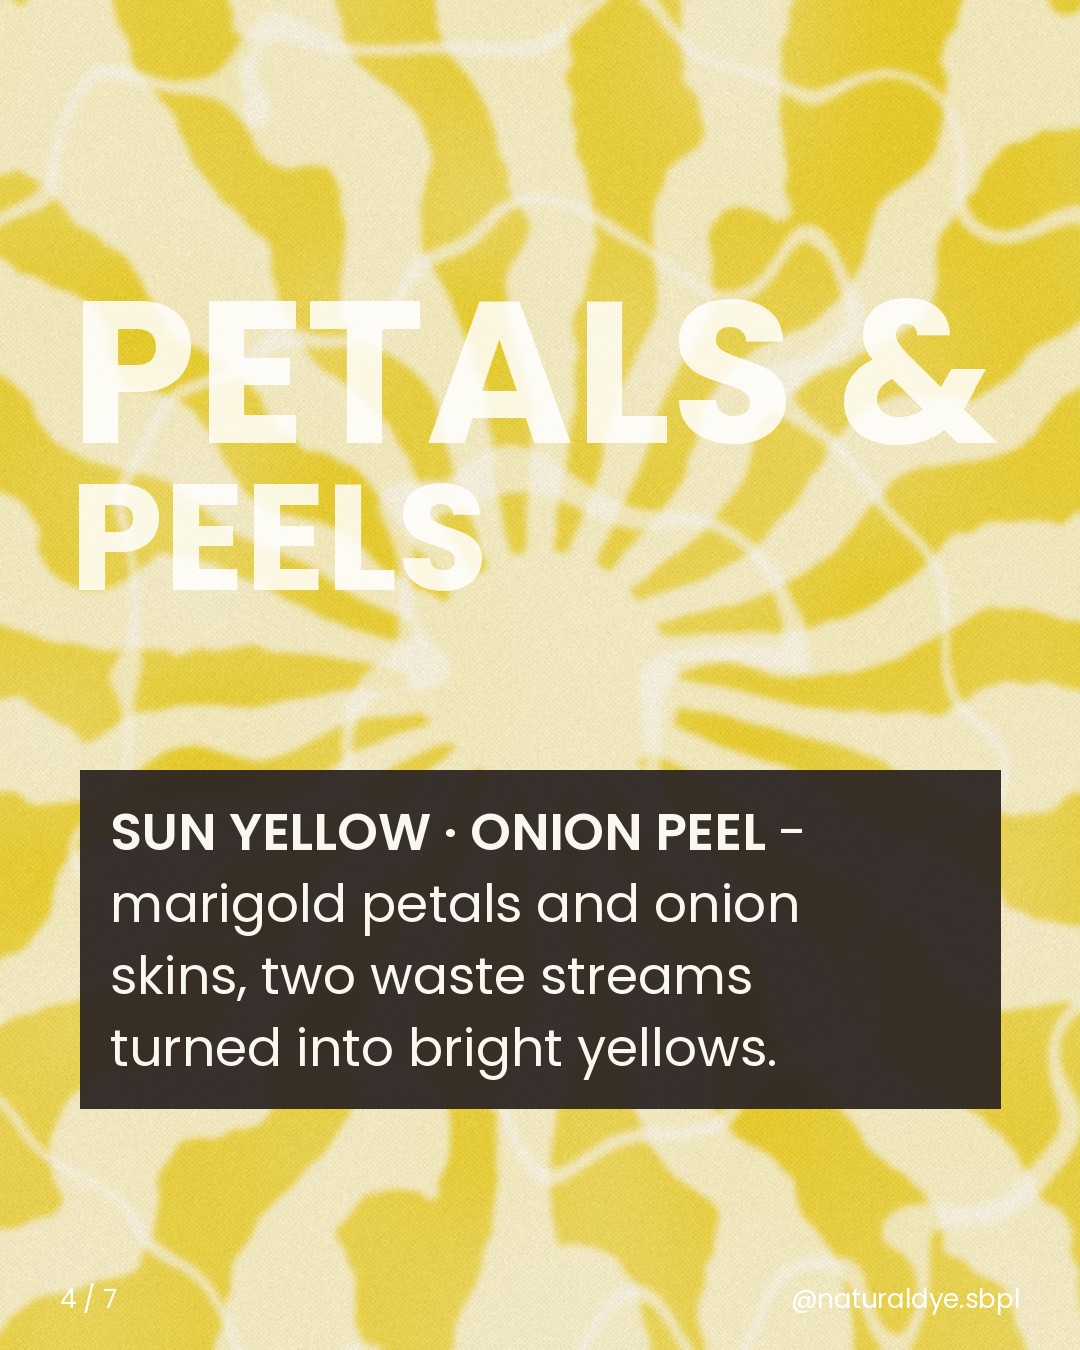 PETALS &
PEELS
SUN YELLOW · ONION PEEL –
marigold petals and onion
skins, two waste streams
turned into bright yellows.
4 / 7
@naturaldye.sbpl